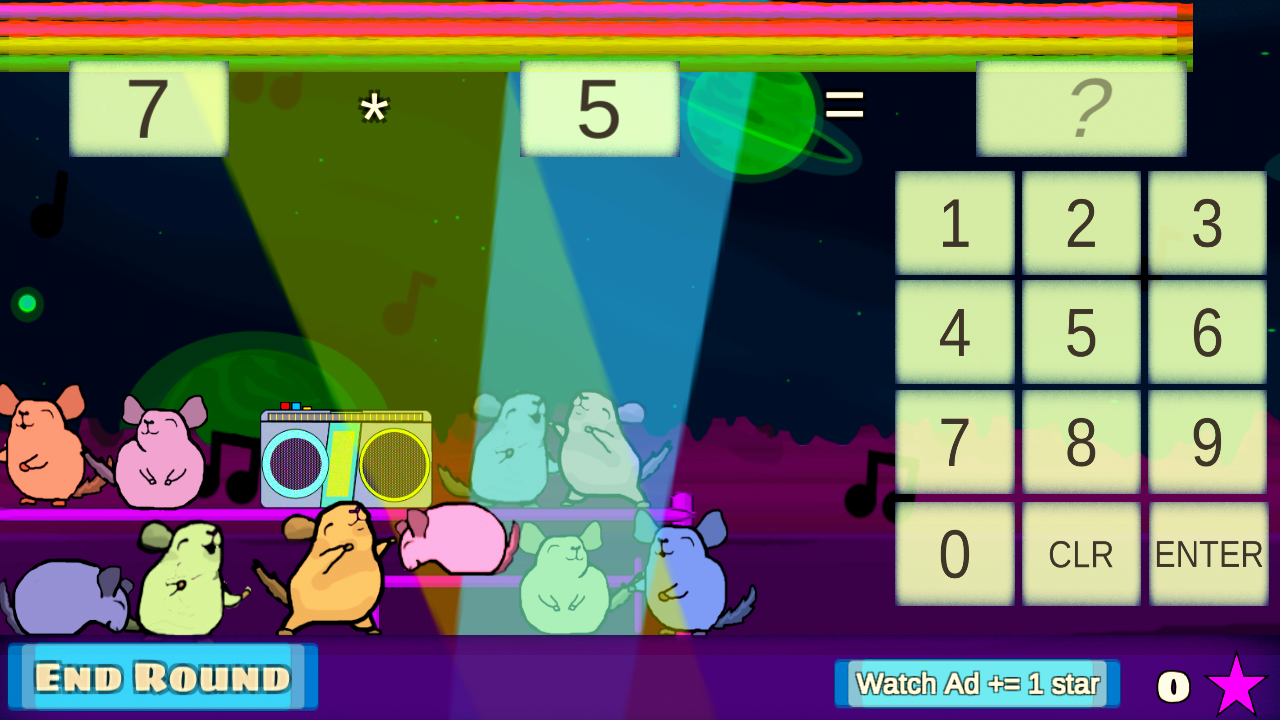 7 * 5 = ?
1 2 3
4 5 6
7 8 9
0 CLR ENTER
END ROUND
Watch Ad += 1 star
0